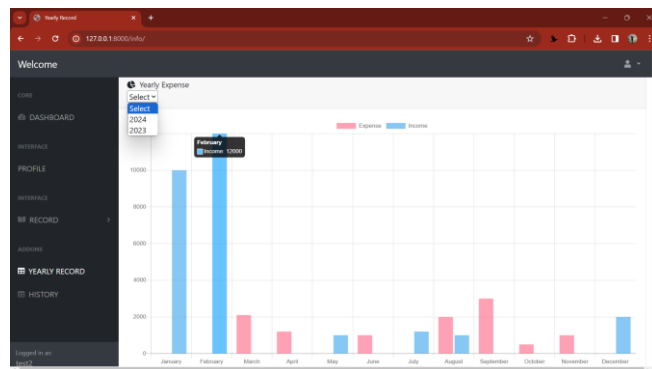 Yearly Record
127.0.0.1:8000/info/
Welcome
CORE
DASHBOARD
INTERFACE
PROFILE
INTERFACE
RECORD
ADDONS
YEARLY RECORD
HISTORY
Logged in as:
test2
Yearly Expense
Select
Select
2024
2023
Expense Income
February
Income: 12000
10000
8000
6000
4000
2000
0
January February March April May June July August September October November December